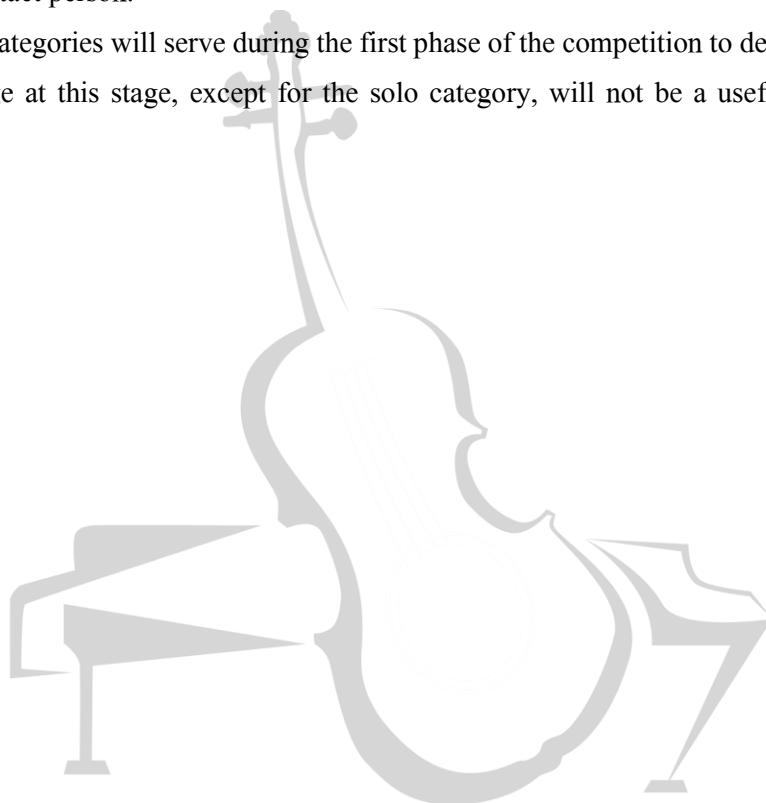 person.
ategories will serve during the first phase of the competition to de
e at this stage, except for the solo category, will not be a usef